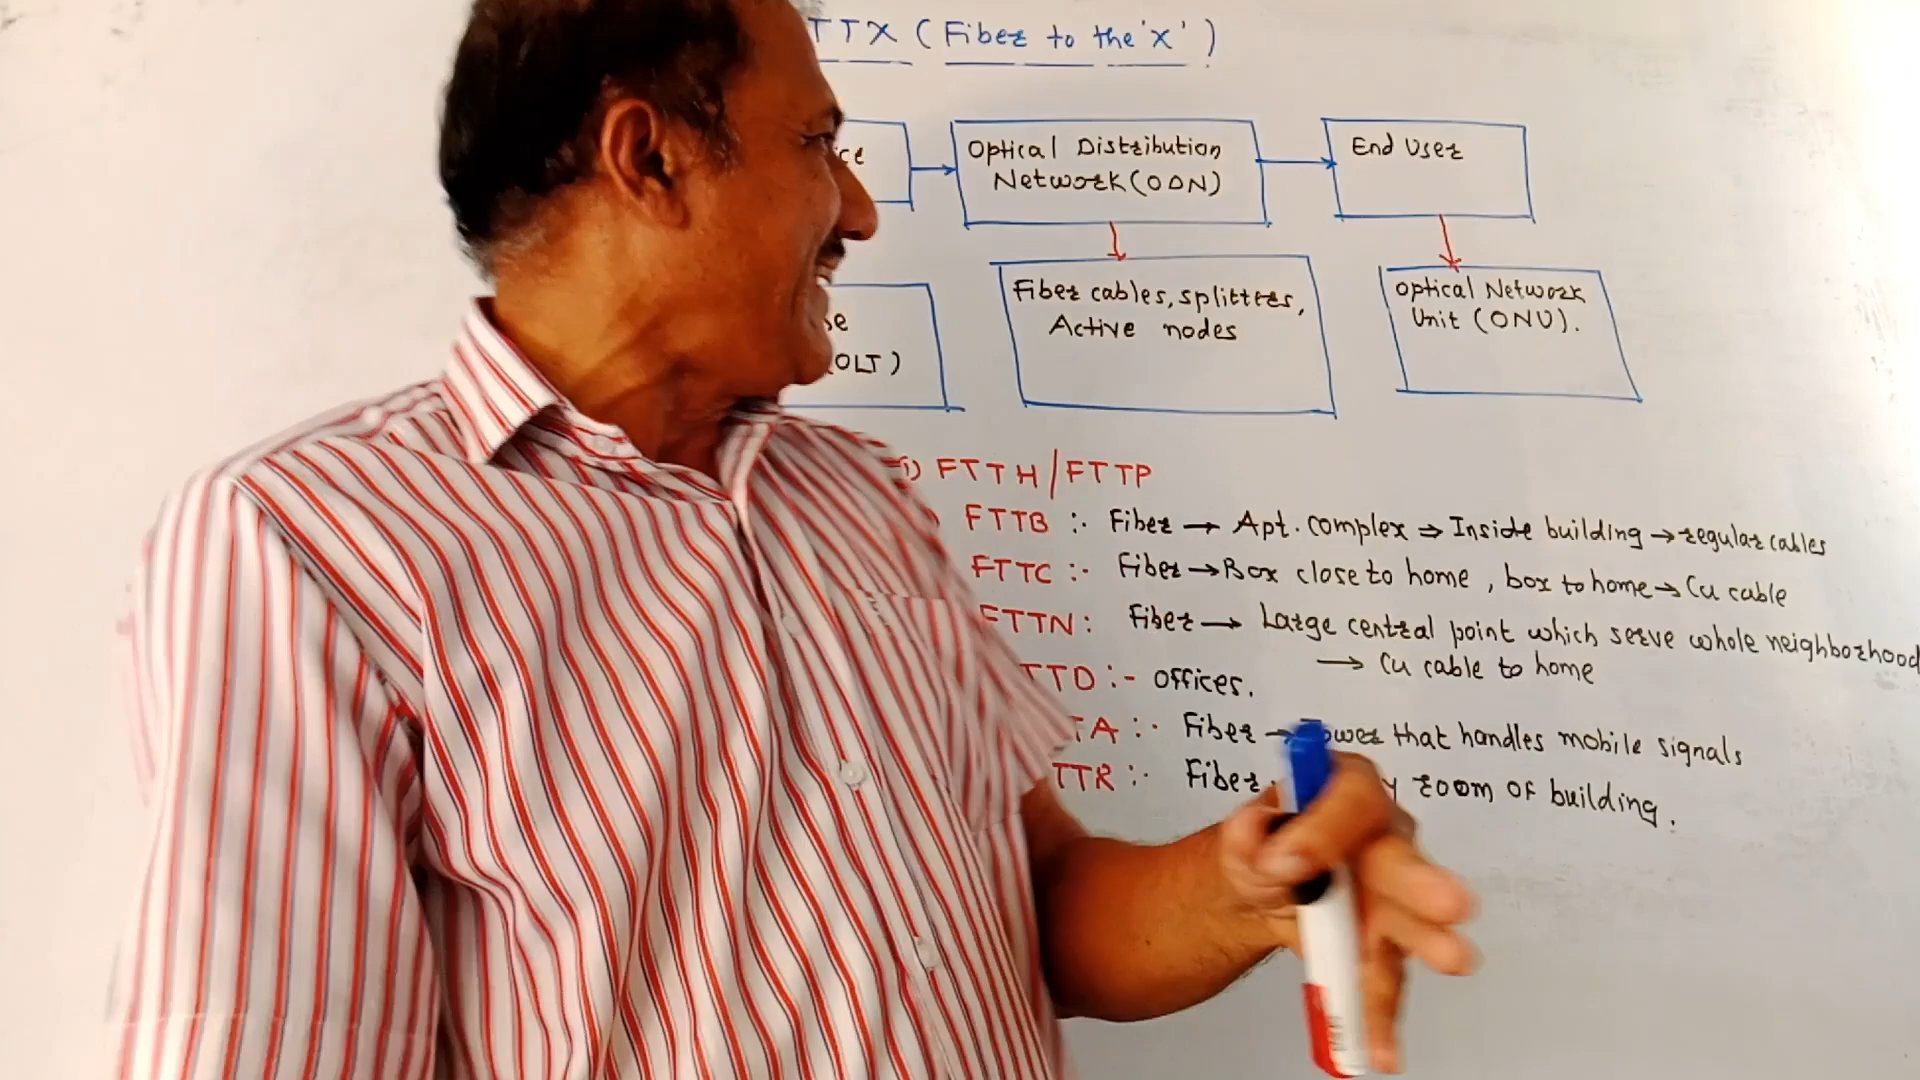 TTX (Fiber to the 'x')
Optical Distribution
Network (ODN)
End User
Fiber cables, splitters,
Active nodes
Optical Network
Unit (ONU).
(OLT)
1) FTTH/FTTP
FTTB :- Fiber → Apt. complex ⇒ Inside building → regular cables
FTTC :- Fiber → Box close to home, box to home → Cu cable
FTTN : Fiber → Large central point which serve whole neighborhood
→ Cu cable to home
TTD :- offices.
TA :- Fiber → Tower that handles mobile signals
TTR :- Fiber room of building.